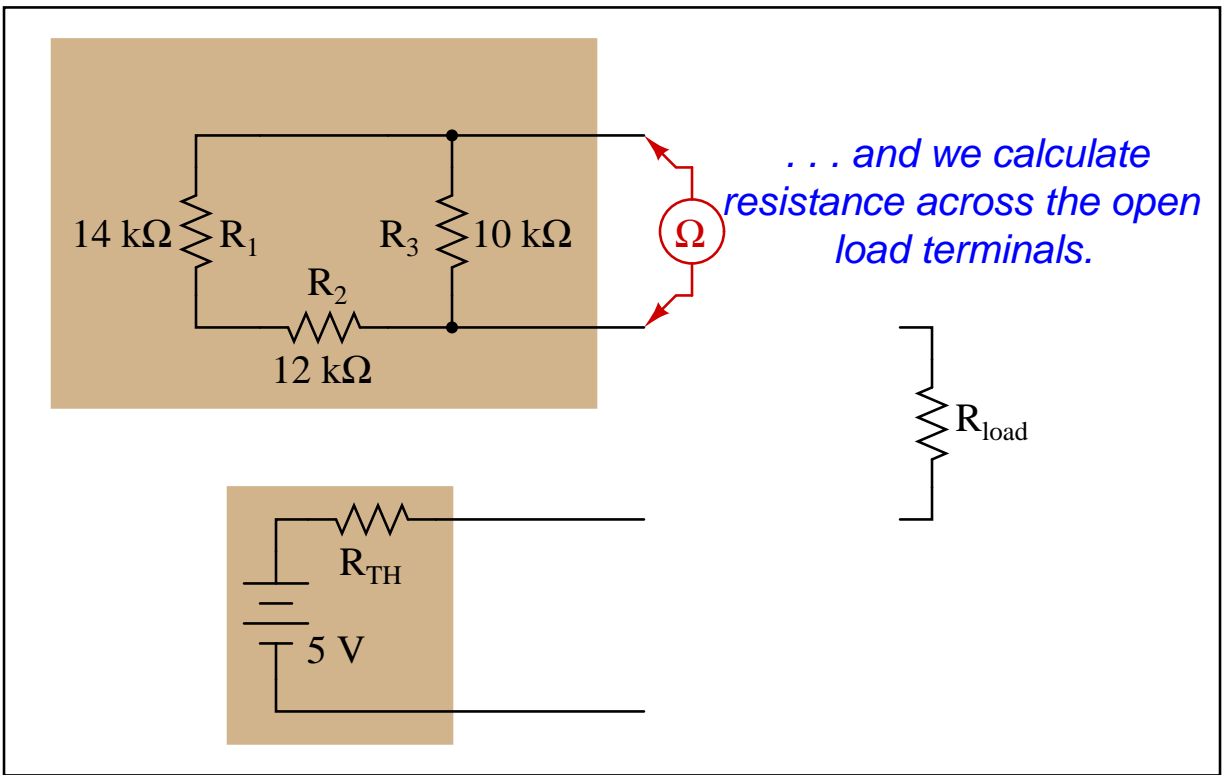 . . . and we calculate
resistance across the open
load terminals.
14 kΩ R1 R3 10 kΩ Ω
R2
12 kΩ
Rload
RTH
5 V